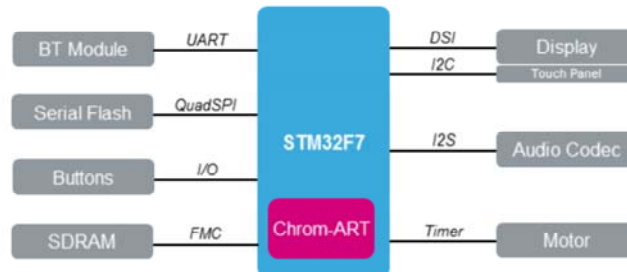 BT Module
UART
Serial Flash
QuadSPI
Buttons
I/O
SDRAM
FMC
STM32F7
Chrom-ART
DSI
Display
I2C
Touch Panel
I2S
Audio Codec
Timer
Motor